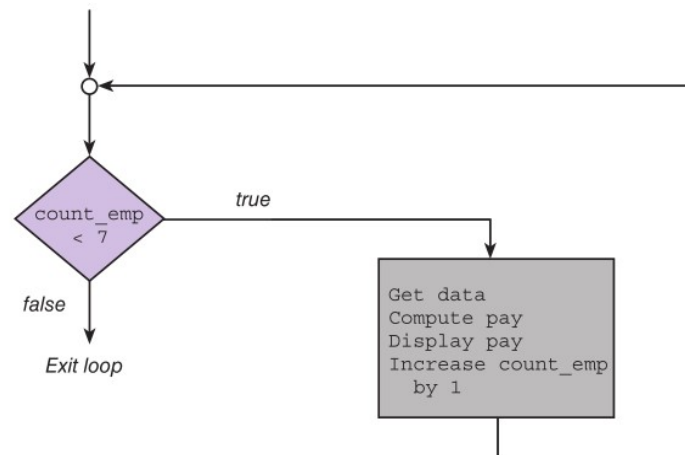 count_emp
< 7
true
false
Exit loop
Get data
Compute pay
Display pay
Increase count_emp
by 1